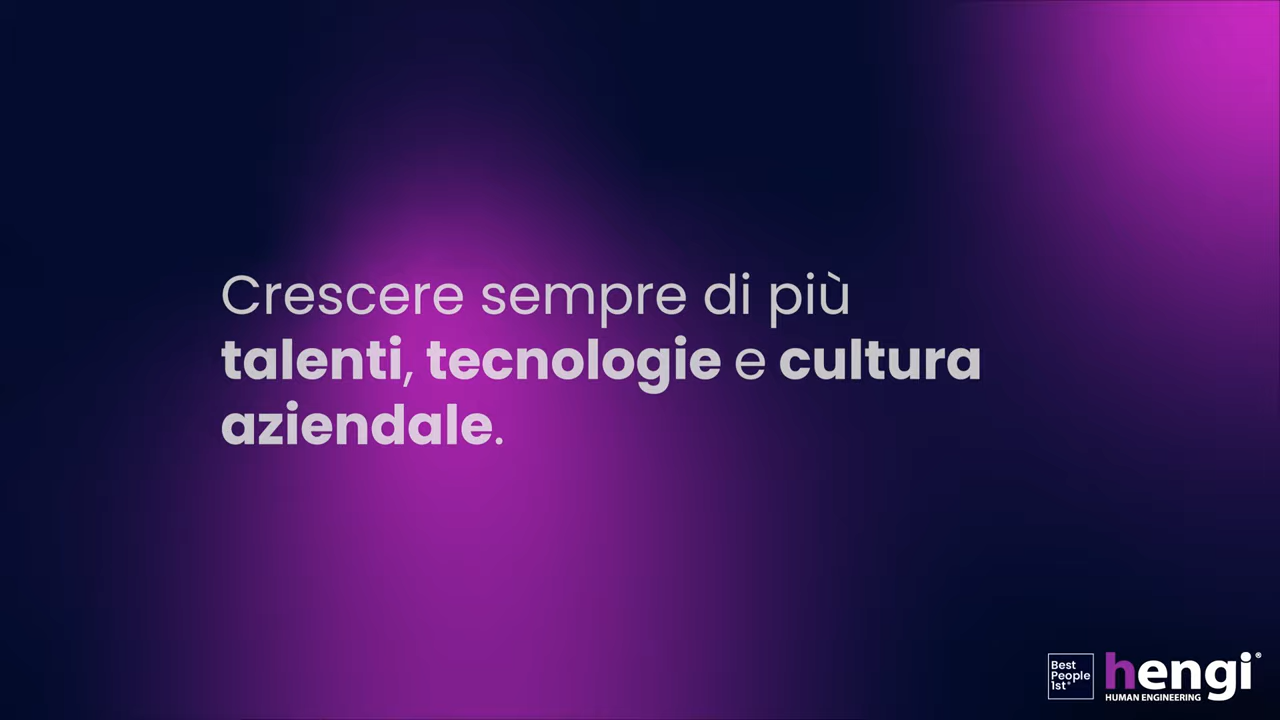 Crescere sempre di più
talenti, tecnologie e cultura
aziendale.
Best
People
1st®
hengi®
HUMAN ENGINEERING